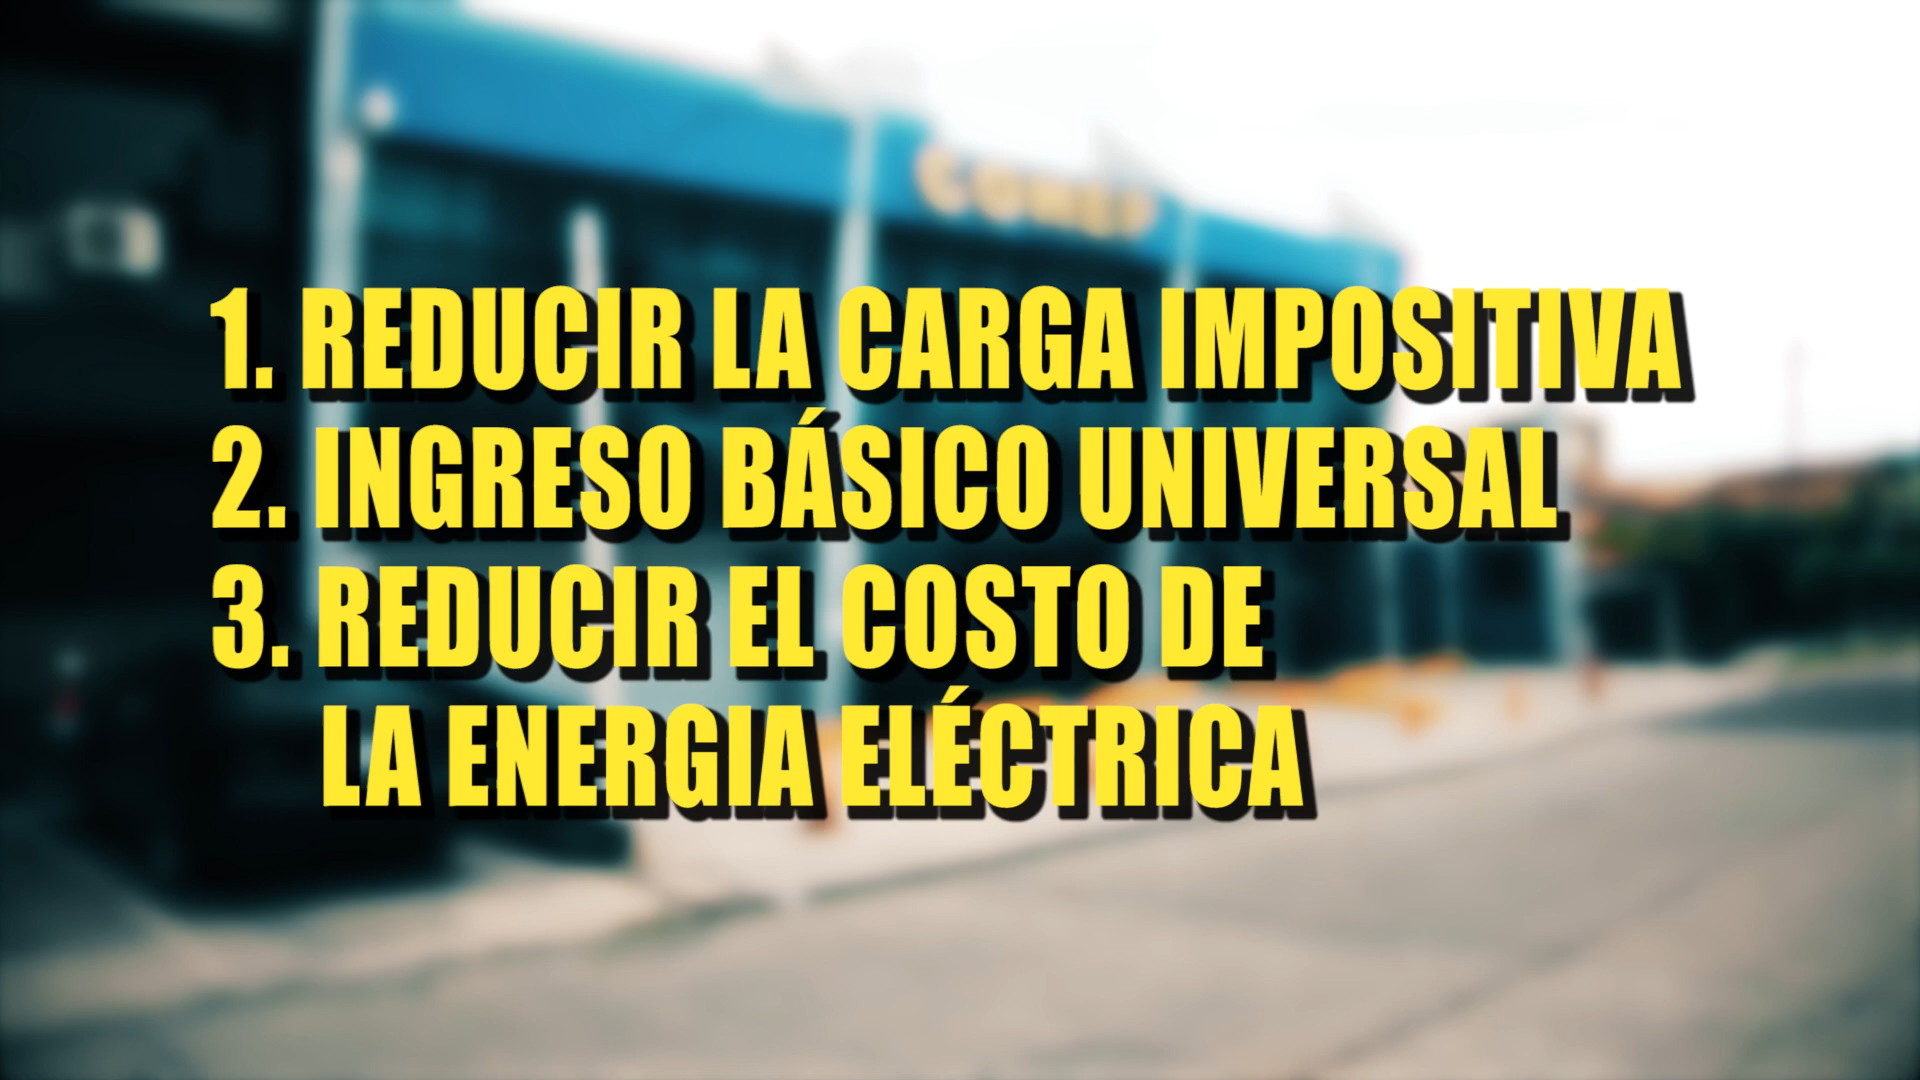 1. REDUCIR LA CARGA IMPOSITIVA
2. INGRESO BÁSICO UNIVERSAL
3. REDUCIR EL COSTO DE
LA ENERGIA ELÉCTRICA